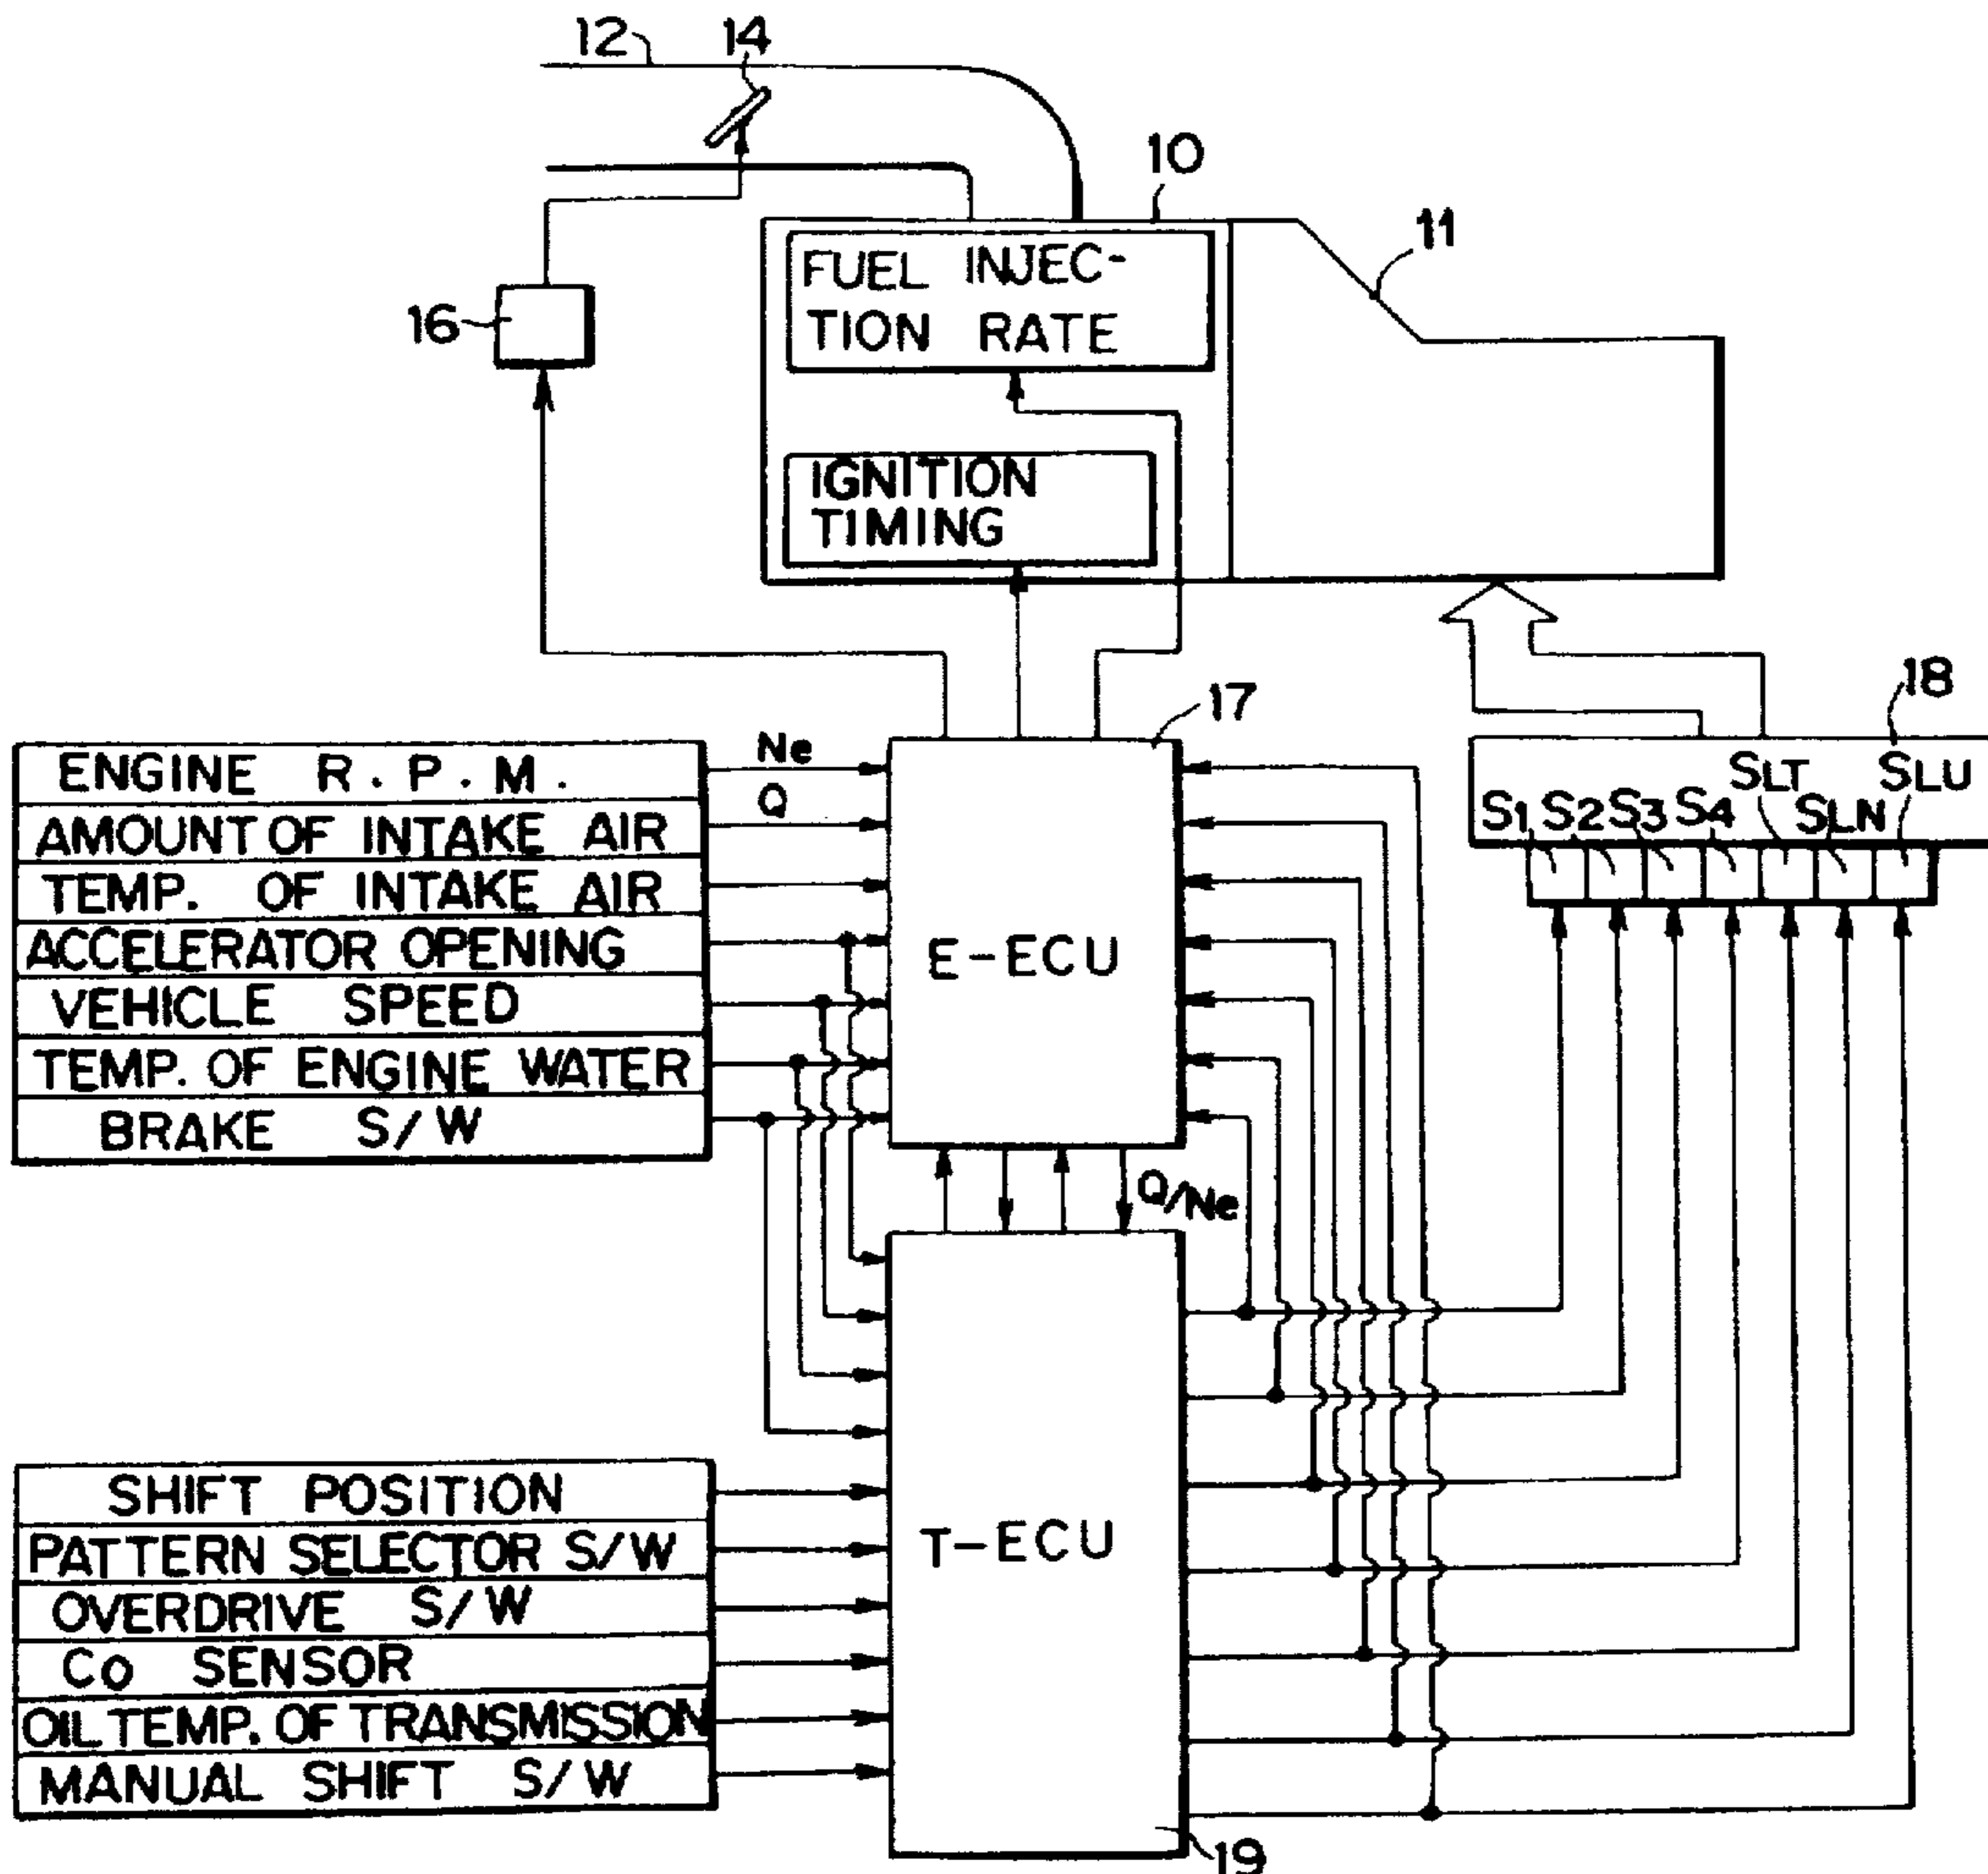 12
14
10
11
FUEL INJEC-
TION RATE
16
IGNITION
TIMING
17
18
ENGINE R.P.M.
Ne
AMOUNT OF INTAKE AIR
Q
TEMP. OF INTAKE AIR
ACCELERATOR OPENING
VEHICLE SPEED
TEMP. OF ENGINE WATER
BRAKE S/W
E-ECU
SLT SLU
S1 S2 S3 S4 SLN
Q/Ne
SHIFT POSITION
PATTERN SELECTOR S/W
OVERDRIVE S/W
Co SENSOR
OIL TEMP. OF TRANSMISSION
MANUAL SHIFT S/W
T-ECU
19